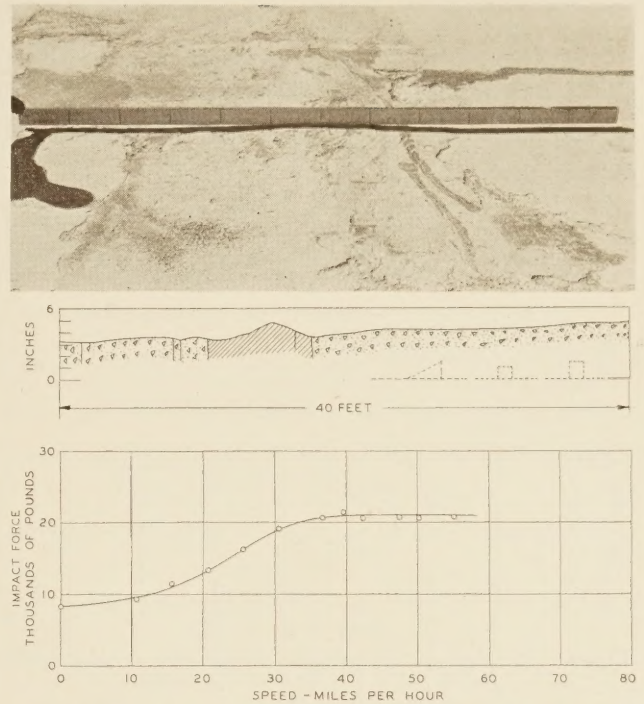 6
INCHES
0
40 FEET
30
20
10
0
IMPACT FORCE
THOUSANDS OF POUNDS
0 10 20 30 40 50 60 70 80
SPEED - MILES PER HOUR